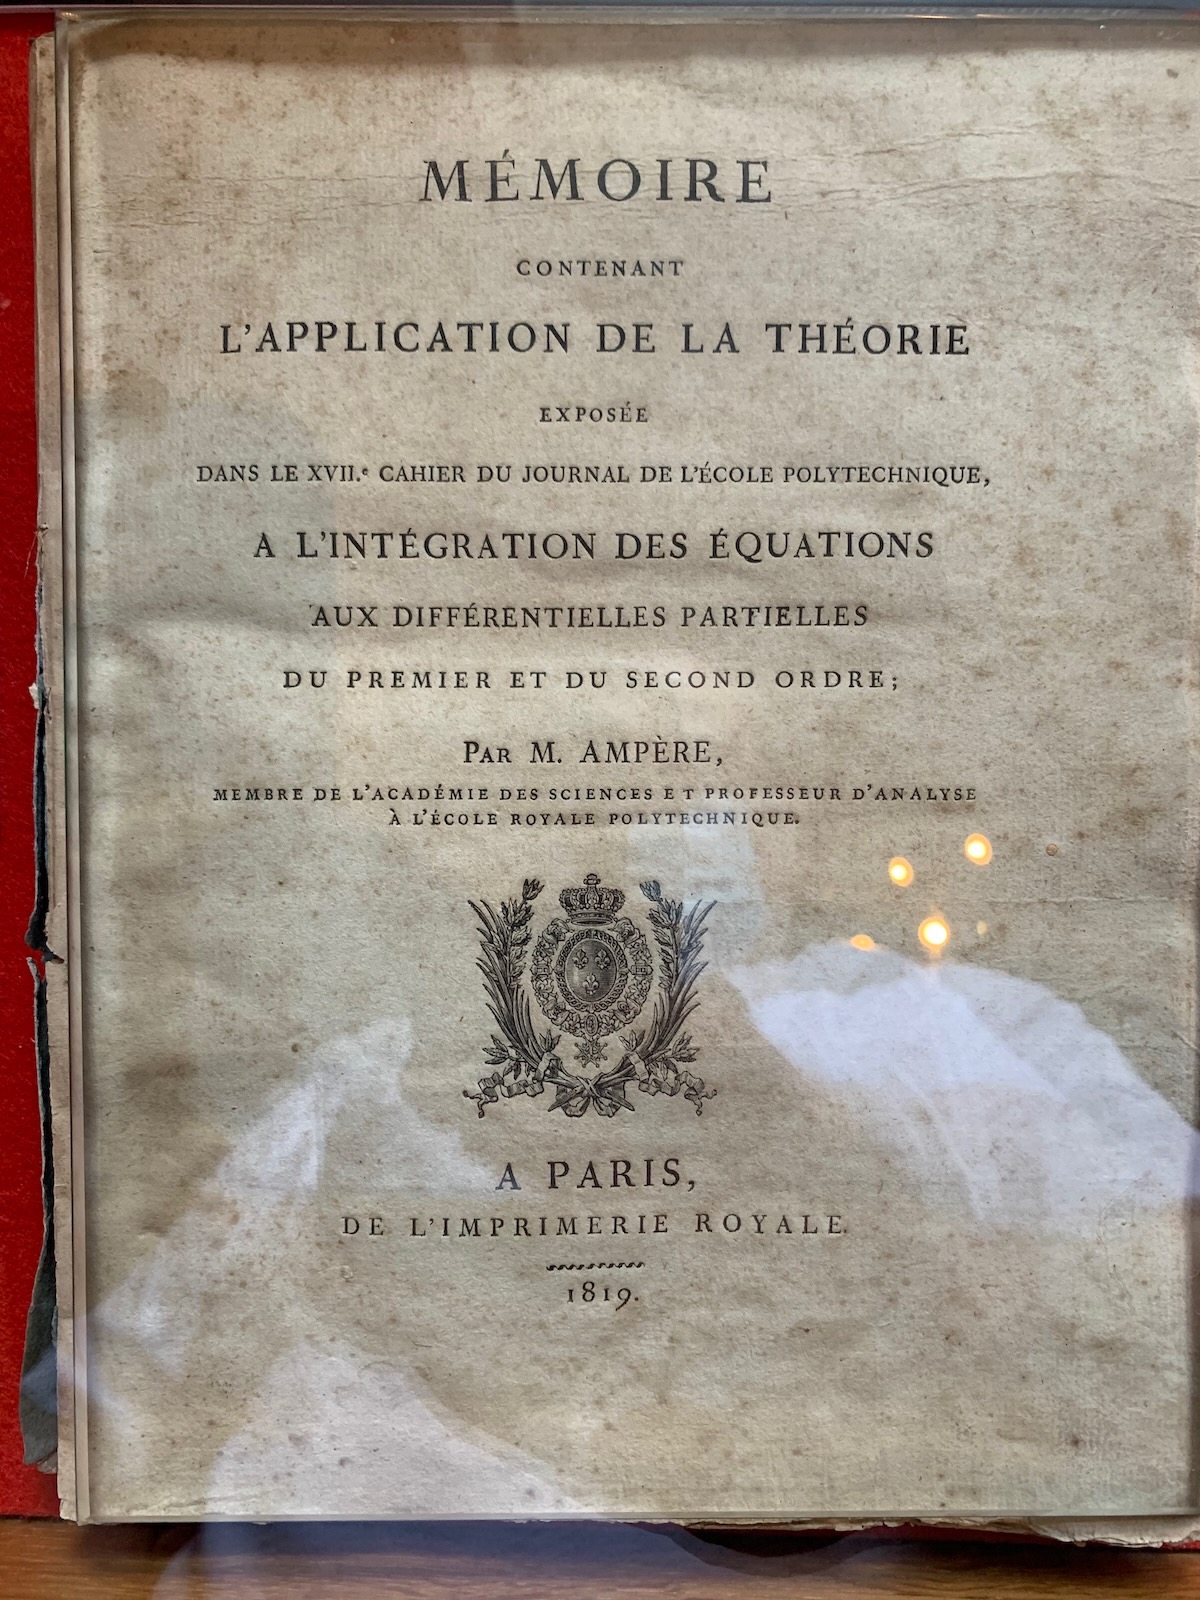 MÉMOIRE
CONTENANT
L'APPLICATION DE LA THÉORIE
EXPOSÉE
DANS LE XVII.e CAHIER DU JOURNAL DE L'ÉCOLE POLYTECHNIQUE,
A L'INTÉGRATION DES ÉQUATIONS
AUX DIFFÉRENTIELLES PARTIELLES
DU PREMIER ET DU SECOND ORDRE;
PAR M. AMPÈRE,
MEMBRE DE L'ACADÉMIE DES SCIENCES ET PROFESSEUR D'ANALYSE
À L'ÉCOLE ROYALE POLYTECHNIQUE.
A PARIS,
DE L'IMPRIMERIE ROYALE.
1819.